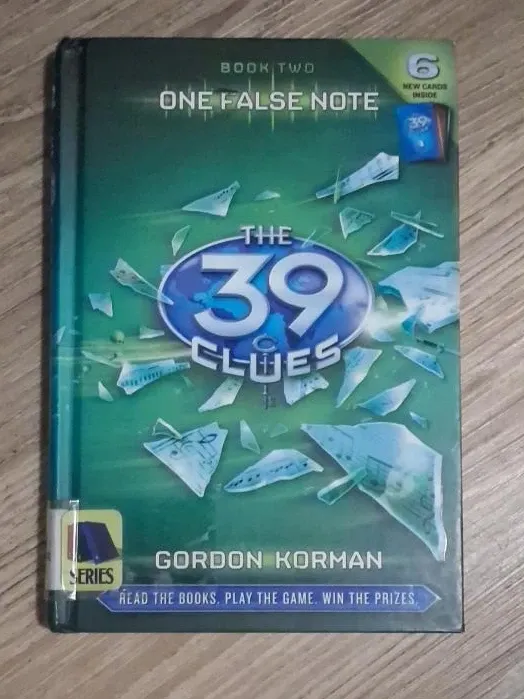 BOOK TWO
ONE FALSE NOTE
6
NEW CARDS
INSIDE
39
THE
39
CLUES
GORDON KORMAN
SERIES
READ THE BOOKS. PLAY THE GAME. WIN THE PRIZES.